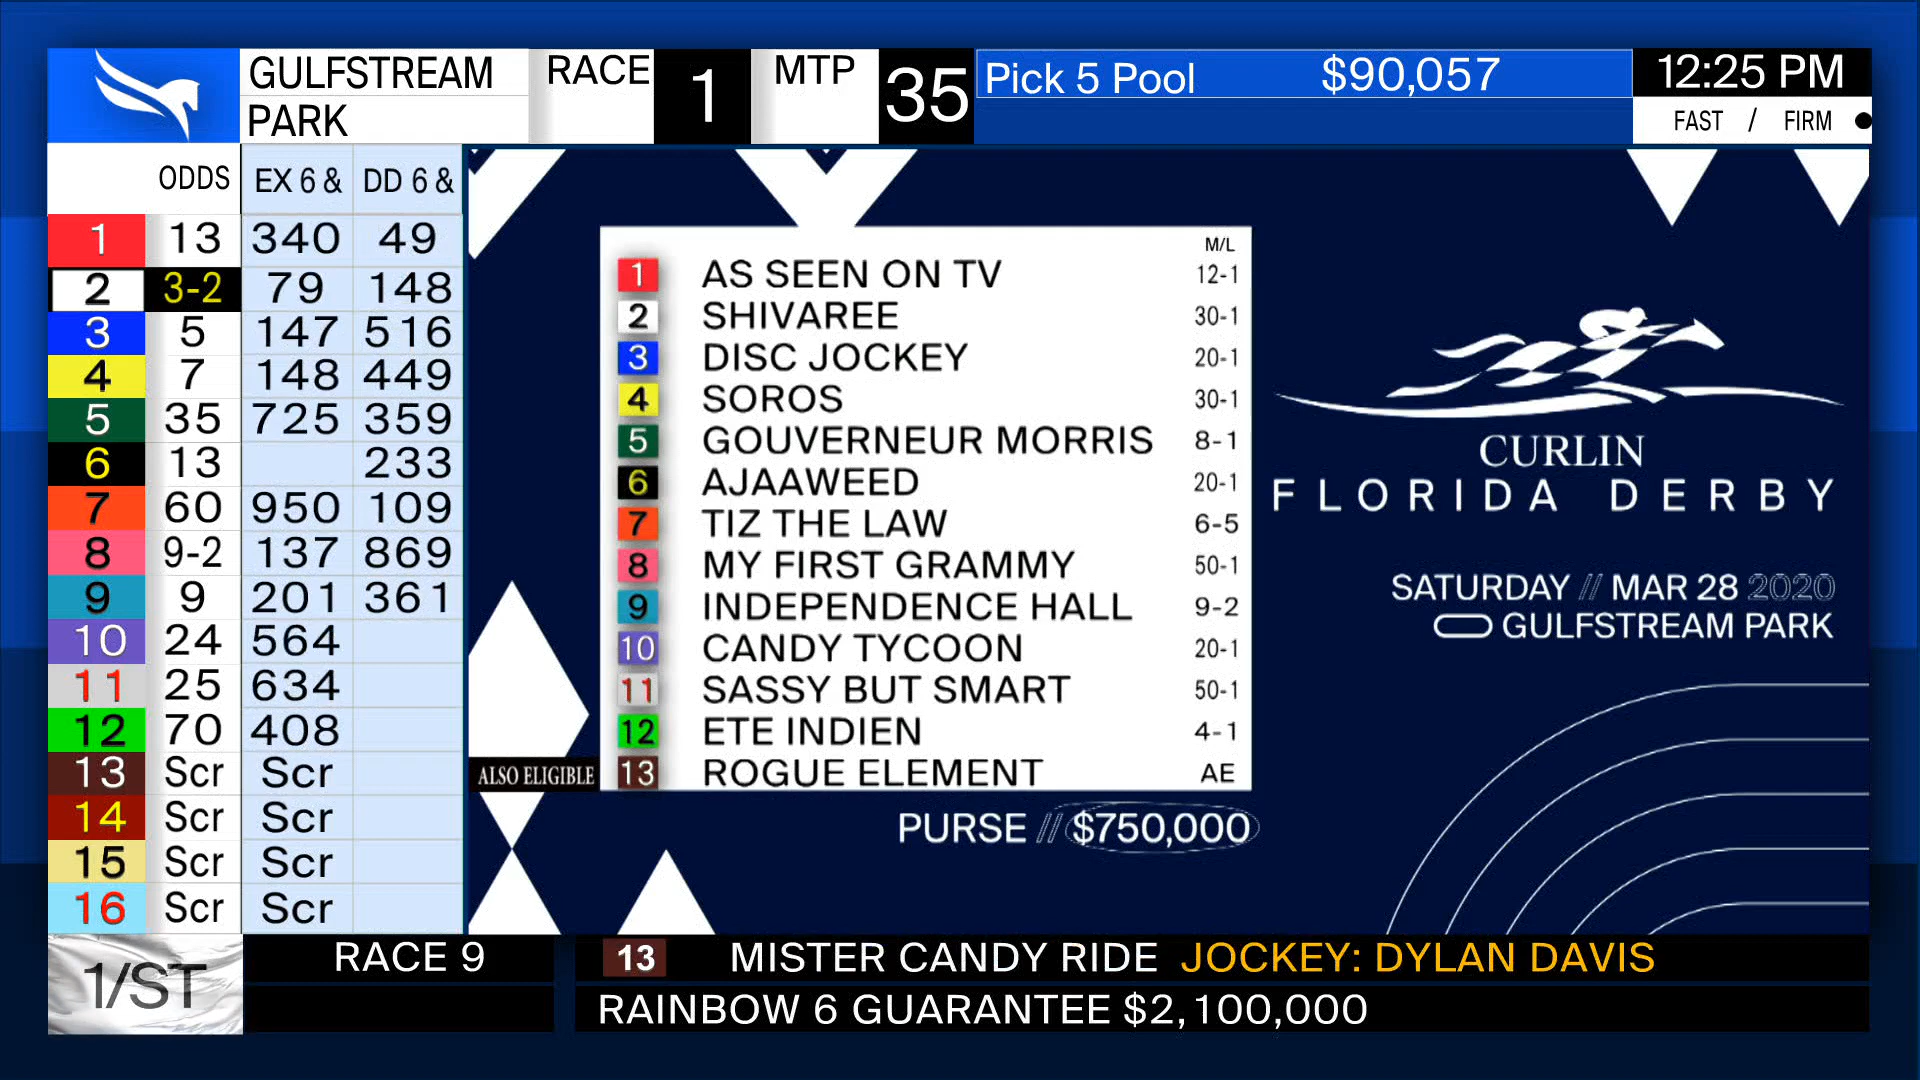 GULFSTREAM PARK
RACE 1 MTP 35
Pick 5 Pool $90,057
12:25 PM
FAST / FIRM
ODDS EX 6 & DD 6 &
1 13 340 49
2 3-2 79 148
3 5 147 516
4 7 148 449
5 35 725 359
6 13 233
7 60 950 109
8 9-2 137 869
9 9 201 361
10 24 564
11 25 634
12 70 408
13 Scr Scr
14 Scr Scr
15 Scr Scr
16 Scr Scr
M/L
1 AS SEEN ON TV 12-1
2 SHIVAREE 30-1
3 DISC JOCKEY 20-1
4 SOROS 30-1
5 GOUVERNEUR MORRIS 8-1
6 AJAAWEED 20-1
7 TIZ THE LAW 6-5
8 MY FIRST GRAMMY 50-1
9 INDEPENDENCE HALL 9-2
10 CANDY TYCOON 20-1
11 SASSY BUT SMART 50-1
12 ETE INDIEN 4-1
ALSO ELIGIBLE 13 ROGUE ELEMENT AE
PURSE // $750,000
CURLIN
FLORIDA DERBY
SATURDAY // MAR 28 2020
GULFSTREAM PARK
1/ST
RACE 9 13 MISTER CANDY RIDE JOCKEY: DYLAN DAVIS
RAINBOW 6 GUARANTEE $2,100,000